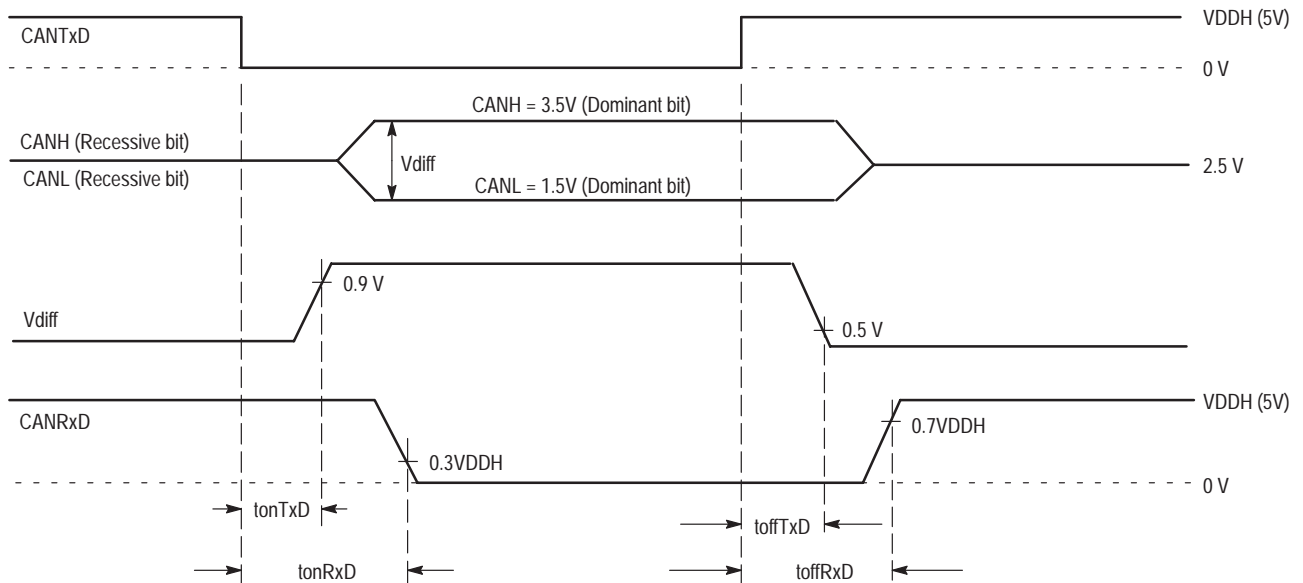 VDDH (5V)
CANTxD
0 V
CANH = 3.5V (Dominant bit)
CANH (Recessive bit)
Vdiff
2.5 V
CANL (Recessive bit)
CANL = 1.5V (Dominant bit)
0.9 V
Vdiff
0.5 V
VDDH (5V)
CANRxD
0.7VDDH
0.3VDDH
0 V
tonTxD
toffTxD
tonRxD
toffRxD